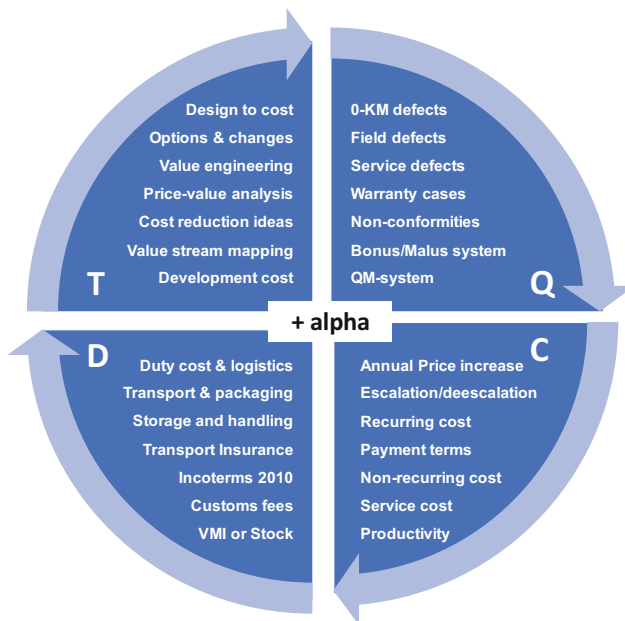 Design to cost
Options & changes
Value engineering
Price-value analysis
Cost reduction ideas
Value stream mapping
Development cost
T
0-KM defects
Field defects
Service defects
Warranty cases
Non-conformities
Bonus/Malus system
QM-system
Q
+ alpha
D
Duty cost & logistics
Transport & packaging
Storage and handling
Transport Insurance
Incoterms 2010
Customs fees
VMI or Stock
C
Annual Price increase
Escalation/deescalation
Recurring cost
Payment terms
Non-recurring cost
Service cost
Productivity